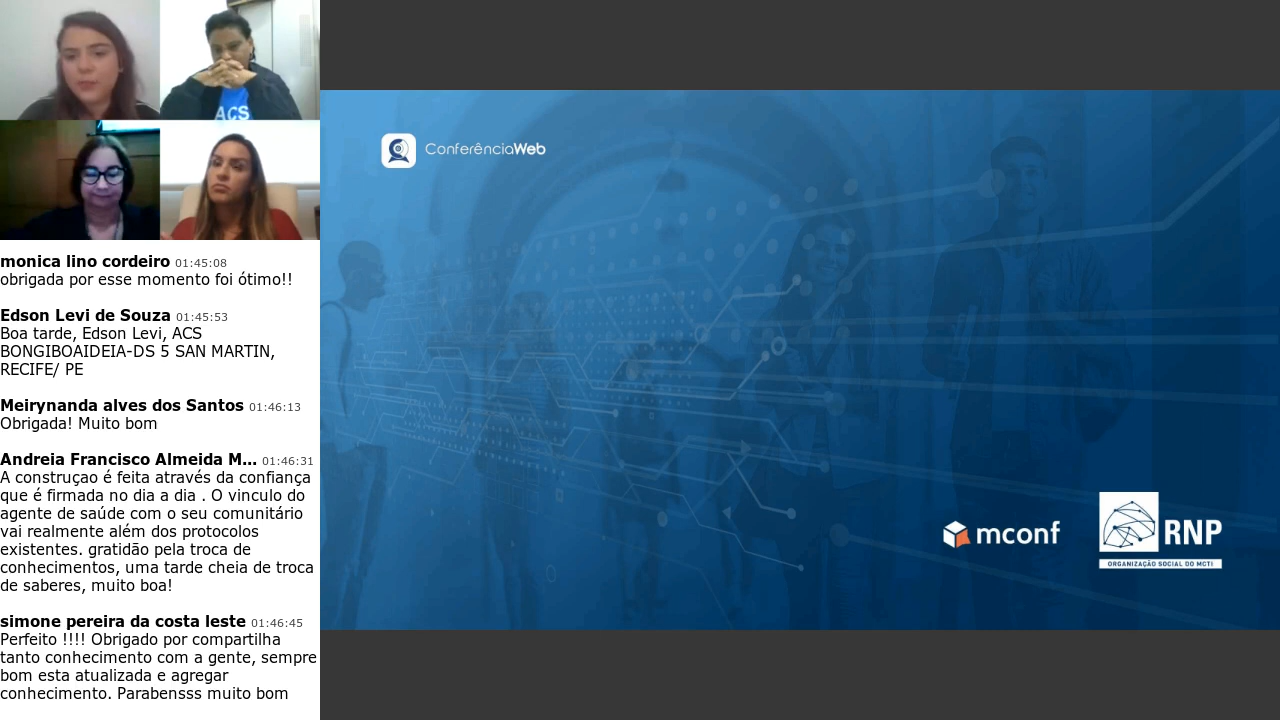 ACS
monica lino cordeiro 01:45:08
obrigada por esse momento foi ótimo!!
Edson Levi de Souza 01:45:53
Boa tarde, Edson Levi, ACS
BONGIBOAIDEIA-DS 5 SAN MARTIN,
RECIFE/ PE
Meirynanda alves dos Santos 01:46:13
Obrigada! Muito bom
Andreia Francisco Almeida M... 01:46:31
A construçao é feita através da confiança
que é firmada no dia a dia . O vinculo do
agente de saúde com o seu comunitário
vai realmente além dos protocolos
existentes. gratidão pela troca de
conhecimentos, uma tarde cheia de troca
de saberes, muito boa!
simone pereira da costa leste 01:46:45
Perfeito !!!! Obrigado por compartilha
tanto conhecimento com a gente, sempre
bom esta atualizada e agregar
conhecimento. Parabensss muito bom
ConferênciaWeb
mconf
RNP
ORGANIZAÇÃO SOCIAL DO MCTI